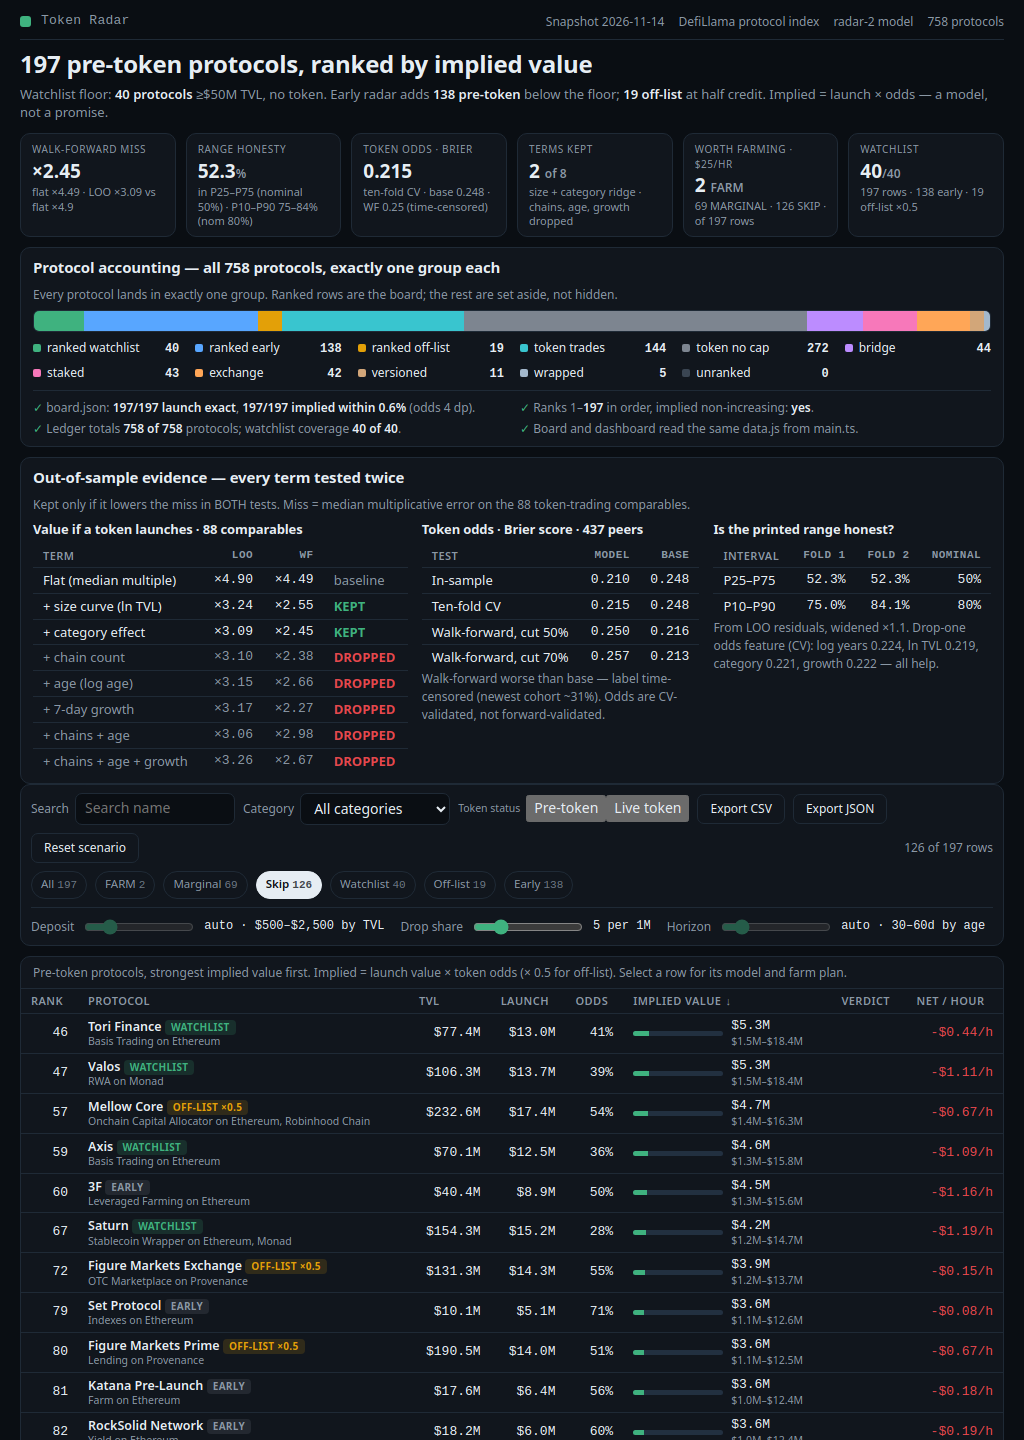 Token Radar
Snapshot 2026-11-14 DefiLlama protocol index radar-2 model 758 protocols
197 pre-token protocols, ranked by implied value
Watchlist floor: 40 protocols ≥$50M TVL, no token. Early radar adds 138 pre-token below the floor; 19 off-list at half credit. Implied = launch × odds — a model,
not a promise.
WALK-FORWARD MISS
×2.45
flat ×4.49 · LOO ×3.09 vs
flat ×4.9
RANGE HONESTY
52.3%
in P25–P75 (nominal
50%) · P10–P90 75–84%
(nom 80%)
TOKEN ODDS · BRIER
0.215
ten-fold CV · base 0.248 ·
WF 0.25 (time-censored)
TERMS KEPT
2 of 8
size + category ridge ·
chains, age, growth
dropped
WORTH FARMING ·
$25/HR
2 FARM
69 MARGINAL · 126 SKIP ·
of 197 rows
WATCHLIST
40/40
197 rows · 138 early · 19
off-list ×0.5
Protocol accounting — all 758 protocols, exactly one group each
Every protocol lands in exactly one group. Ranked rows are the board; the rest are set aside, not hidden.
ranked watchlist 40 ranked early 138 ranked off-list 19 token trades 144 token no cap 272 bridge 44
staked 43 exchange 42 versioned 11 wrapped 5 unranked 0
✓ board.json: 197/197 launch exact, 197/197 implied within 0.6% (odds 4 dp).
✓ Ranks 1–197 in order, implied non-increasing: yes.
✓ Ledger totals 758 of 758 protocols; watchlist coverage 40 of 40.
✓ Board and dashboard read the same data.js from main.ts.
Out-of-sample evidence — every term tested twice
Kept only if it lowers the miss in BOTH tests. Miss = median multiplicative error on the 88 token-trading comparables.
Value if a token launches · 88 comparables
TERM LOO WF
Flat (median multiple) ×4.90 ×4.49 baseline
+ size curve (ln TVL) ×3.24 ×2.55 KEPT
+ category effect ×3.09 ×2.45 KEPT
+ chain count ×3.10 ×2.38 DROPPED
+ age (log age) ×3.15 ×2.66 DROPPED
+ 7-day growth ×3.17 ×2.27 DROPPED
+ chains + age ×3.06 ×2.98 DROPPED
+ chains + age + growth ×3.26 ×2.67 DROPPED
Token odds · Brier score · 437 peers
TEST MODEL BASE
In-sample 0.210 0.248
Ten-fold CV 0.215 0.248
Walk-forward, cut 50% 0.250 0.216
Walk-forward, cut 70% 0.257 0.213
Walk-forward worse than base — label time-
censored (newest cohort ~31%). Odds are CV-
validated, not forward-validated.
Is the printed range honest?
INTERVAL FOLD 1 FOLD 2 NOMINAL
P25–P75 52.3% 52.3% 50%
P10–P90 75.0% 84.1% 80%
From LOO residuals, widened ×1.1. Drop-one
odds feature (CV): log years 0.224, ln TVL 0.219,
category 0.221, growth 0.222 — all help.
Search Search name Category All categories Token status Pre-token Live token Export CSV Export JSON
Reset scenario 126 of 197 rows
All 197 FARM 2 Marginal 69 Skip 126 Watchlist 40 Off-list 19 Early 138
Deposit auto · $500–$2,500 by TVL Drop share 5 per 1M Horizon auto · 30–60d by age
Pre-token protocols, strongest implied value first. Implied = launch value × token odds (× 0.5 for off-list). Select a row for its model and farm plan.
RANK PROTOCOL TVL LAUNCH ODDS IMPLIED VALUE ↓ VERDICT NET / HOUR
46 Tori Finance WATCHLIST $77.4M $13.0M 41% $5.3M -$0.44/h
Basis Trading on Ethereum $1.5M–$18.4M
47 Valos WATCHLIST $106.3M $13.7M 39% $5.3M -$1.11/h
RWA on Monad $1.5M–$18.4M
57 Mellow Core OFF-LIST ×0.5 $232.6M $17.4M 54% $4.7M -$0.67/h
Onchain Capital Allocator on Ethereum, Robinhood Chain $1.4M–$16.3M
59 Axis WATCHLIST $70.1M $12.5M 36% $4.6M -$1.09/h
Basis Trading on Ethereum $1.3M–$15.8M
60 3F EARLY $40.4M $8.9M 50% $4.5M -$1.16/h
Leveraged Farming on Ethereum $1.3M–$15.6M
67 Saturn WATCHLIST $154.3M $15.2M 28% $4.2M -$1.19/h
Stablecoin Wrapper on Ethereum, Monad $1.2M–$14.7M
72 Figure Markets Exchange OFF-LIST ×0.5 $131.3M $14.3M 55% $3.9M -$0.15/h
OTC Marketplace on Provenance $1.2M–$13.7M
79 Set Protocol EARLY $10.1M $5.1M 71% $3.6M -$0.08/h
Indexes on Ethereum $1.1M–$12.6M
80 Figure Markets Prime OFF-LIST ×0.5 $190.5M $14.0M 51% $3.6M -$0.67/h
Lending on Provenance $1.1M–$12.5M
81 Katana Pre-Launch EARLY $17.6M $6.4M 56% $3.6M -$0.18/h
Farm on Ethereum $1.0M–$12.4M
82 RockSolid Network EARLY $18.2M $6.0M 60% $3.6M -$0.19/h
Yield on Ethereum $1.0M–$12.4M